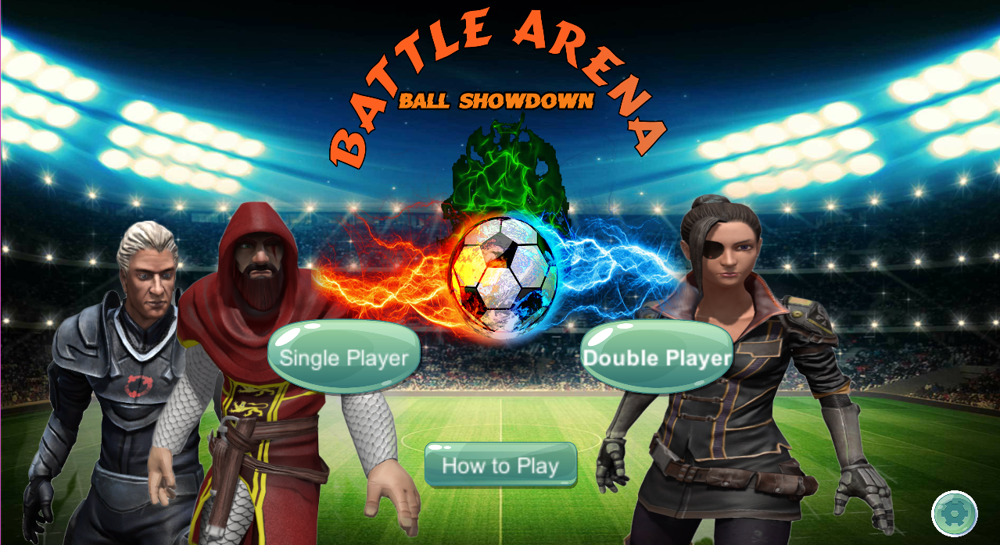 BATTLE ARENA
BALL SHOWDOWN
Single Player
Double Player
How to Play